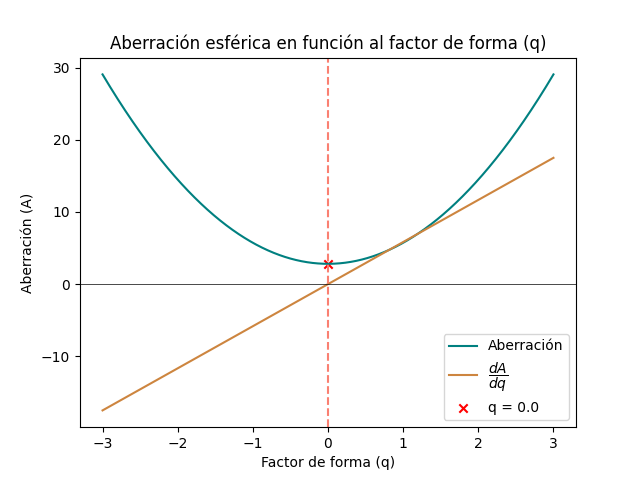 Aberración esférica en función al factor de forma (q)
30
20
10
0
−10
Aberración (A)
−3
−2
−1
0
1
2
3
Factor de forma (q)
Aberración
dA
dq
q = 0.0